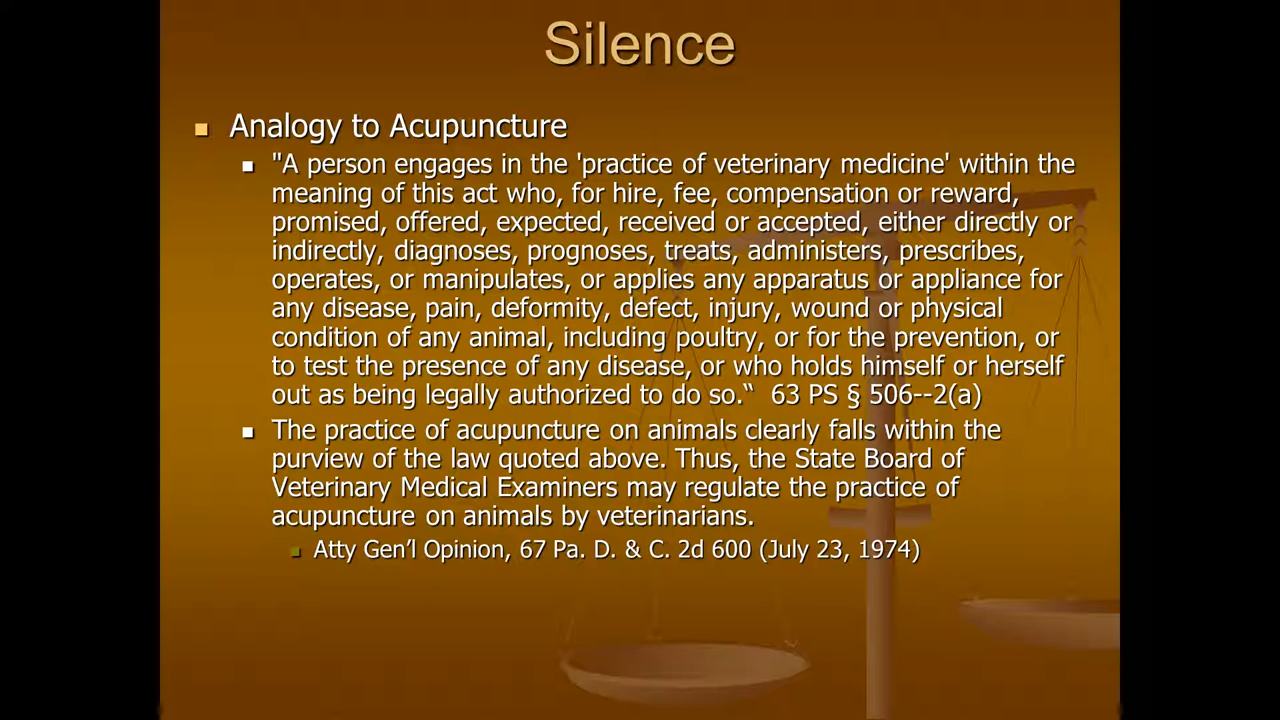 Silence
Analogy to Acupuncture
"A person engages in the 'practice of veterinary medicine' within the
meaning of this act who, for hire, fee, compensation or reward,
promised, offered, expected, received or accepted, either directly or
indirectly, diagnoses, prognoses, treats, administers, prescribes,
operates, or manipulates, or applies any apparatus or appliance for
any disease, pain, deformity, defect, injury, wound or physical
condition of any animal, including poultry, or for the prevention, or
to test the presence of any disease, or who holds himself or herself
out as being legally authorized to do so.“  63 PS § 506--2(a)
The practice of acupuncture on animals clearly falls within the
purview of the law quoted above. Thus, the State Board of
Veterinary Medical Examiners may regulate the practice of
acupuncture on animals by veterinarians.
Atty Gen’l Opinion, 67 Pa. D. & C. 2d 600 (July 23, 1974)